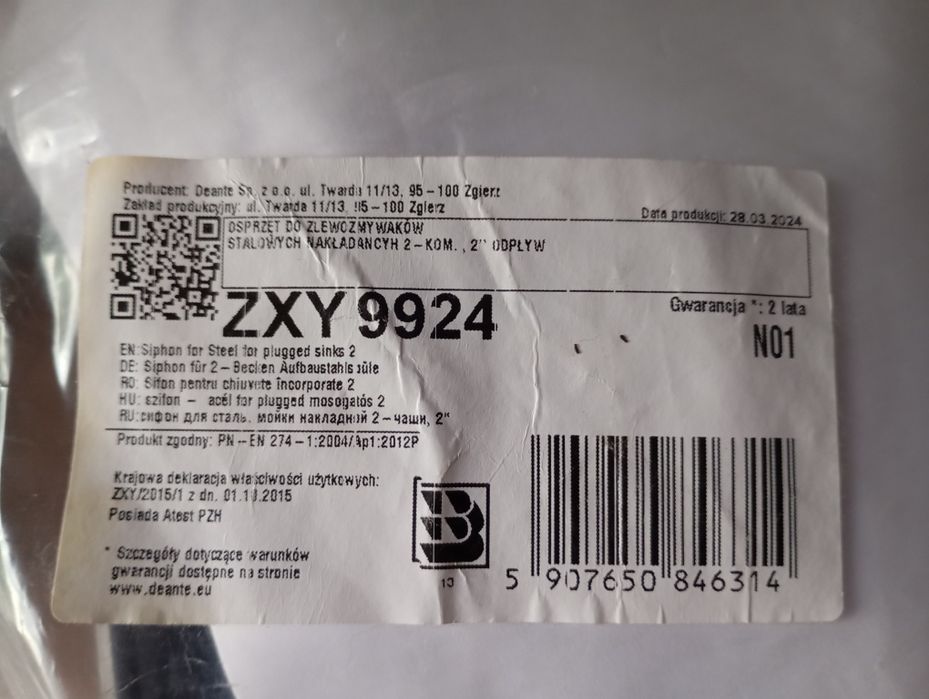 Producent: Deante Sp. z o.o. ul. Twarda 11/13, 95-100 Zgierz
Zakład produkcyjny: ul. Twarda 11/13, 95-100 Zgierz
Data produkcji: 28.03.2024
OSPRZĘT DO ZLEWOZMYWAKÓW
STALOWYCH NAKŁADANCYH 2-KOM. , 2" ODPŁYW
ZXY 9924
Gwarancja *: 2 lata
N01
EN:Siphon for Steel for plugged sinks 2
DE: Siphon für 2-Becken Aufbaustahlsäule
RO: Sifon pentru chiuvete încorporate 2
HU: szifon - acél for plugged mosogatós 2
RU:сифон для сталь. мойки накладной 2-чаши, 2"
Produkt zgodny: PN-EN 274-1:2004/Ap1:2012P
Krajowa deklaracja właściwości użytkowych:
ZXY/2015/1 z dn. 2015
Posiada Atest PZH
* Szczegóły dotyczące warunków
gwarancji dostępne na stronie
www.deante.eu
B
13
5 907650 846314